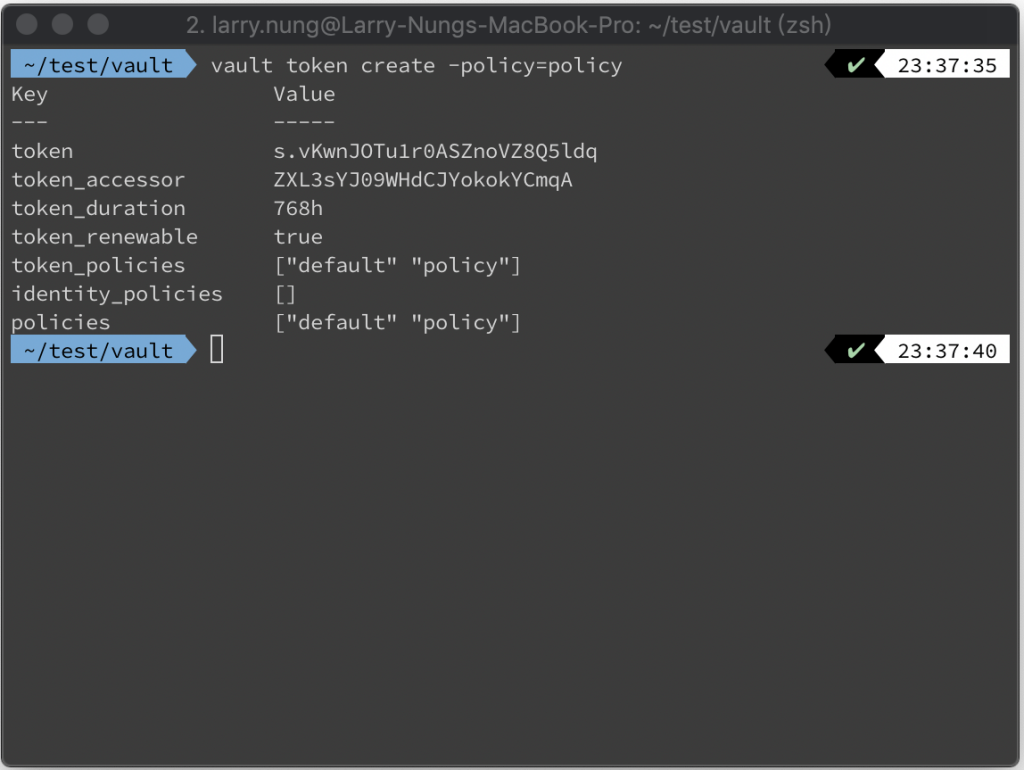 2. larry.nung@Larry-Nungs-MacBook-Pro: ~/test/vault (zsh)
~/test/vault vault token create -policy=policy ✔ 23:37:35
Key Value
--- -----
token s.vKwnJOTu1r0ASZnoVZ8Q5ldq
token_accessor ZXL3sYJ09WHdCJYokokYCmqA
token_duration 768h
token_renewable true
token_policies ["default" "policy"]
identity_policies []
policies ["default" "policy"]
~/test/vault ✔ 23:37:40